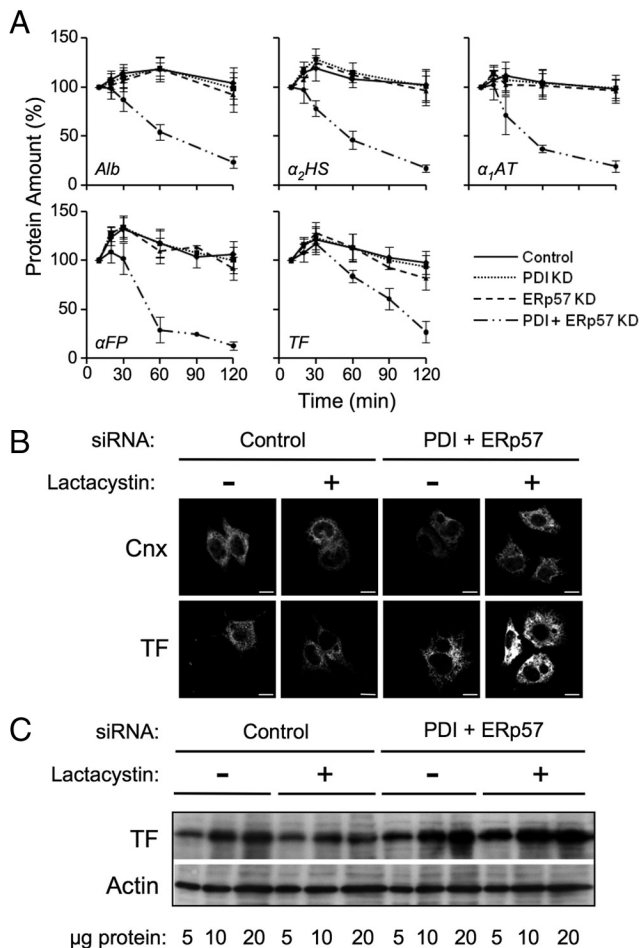 A
Protein Amount (%)
150
100
50
0
Alb
α₂HS
α₁AT
150
100
50
0
αFP
TF
0 30 60 90 120
0 30 60 90 120
Time (min)
Control
PDI KD
ERp57 KD
PDI + ERp57 KD
B
siRNA: Control PDI + ERp57
Lactacystin: - + - +
Cnx
TF
C
siRNA: Control PDI + ERp57
Lactacystin: - + - +
TF
Actin
µg protein: 5 10 20 5 10 20 5 10 20 5 10 20